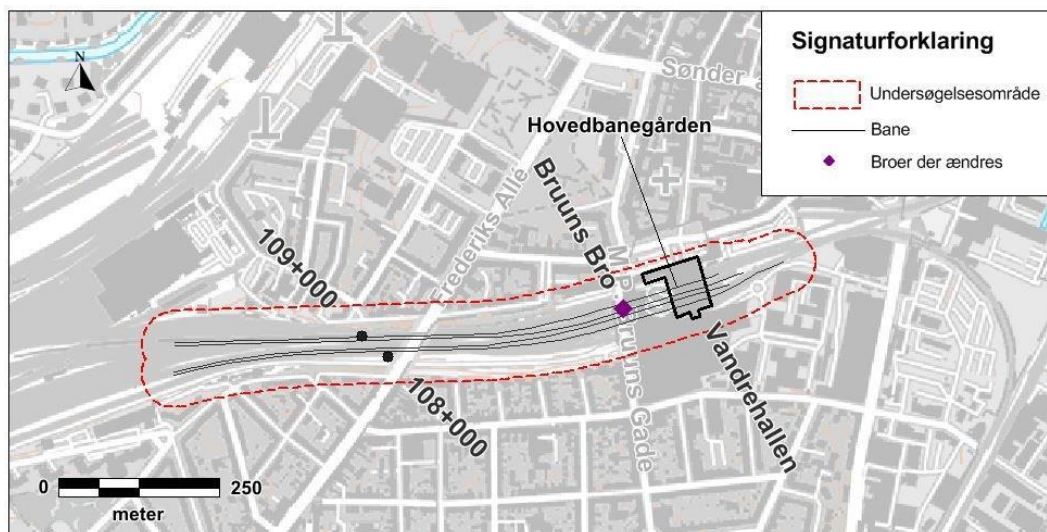 N
Sønder
Hovedbanegården
Bruuns Bro
Frederiks Allé
109+000
108+000
Vandrehallen
M.P. Bruuns Gade
0 250
meter
Signaturforklaring
Undersøgelsesområde
Bane
Broer der ændres